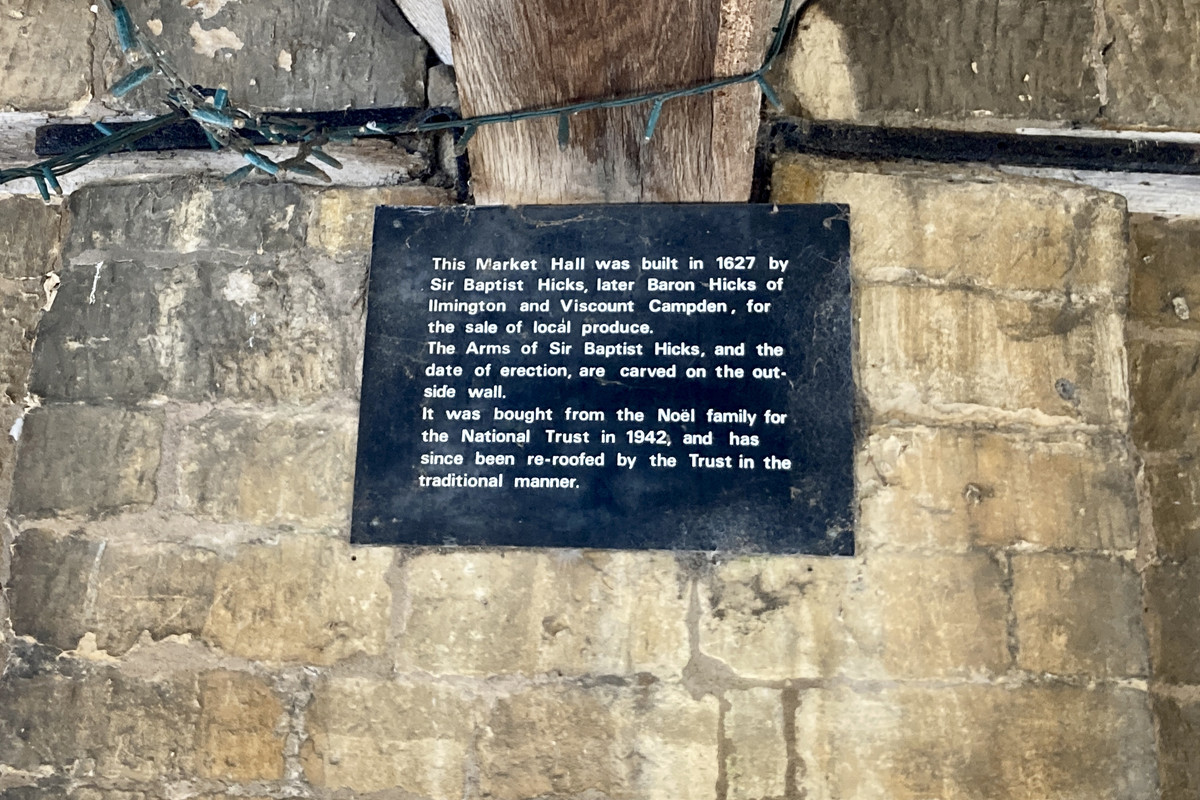 This Market Hall was built in 1627 by
Sir Baptist Hicks, later Baron Hicks of
Ilmington and Viscount Campden, for
the sale of local produce.
The Arms of Sir Baptist Hicks, and the
date of erection, are carved on the out-
side wall.
It was bought from the Noël family for
the National Trust in 1942, and has
since been re-roofed by the Trust in the
traditional manner.